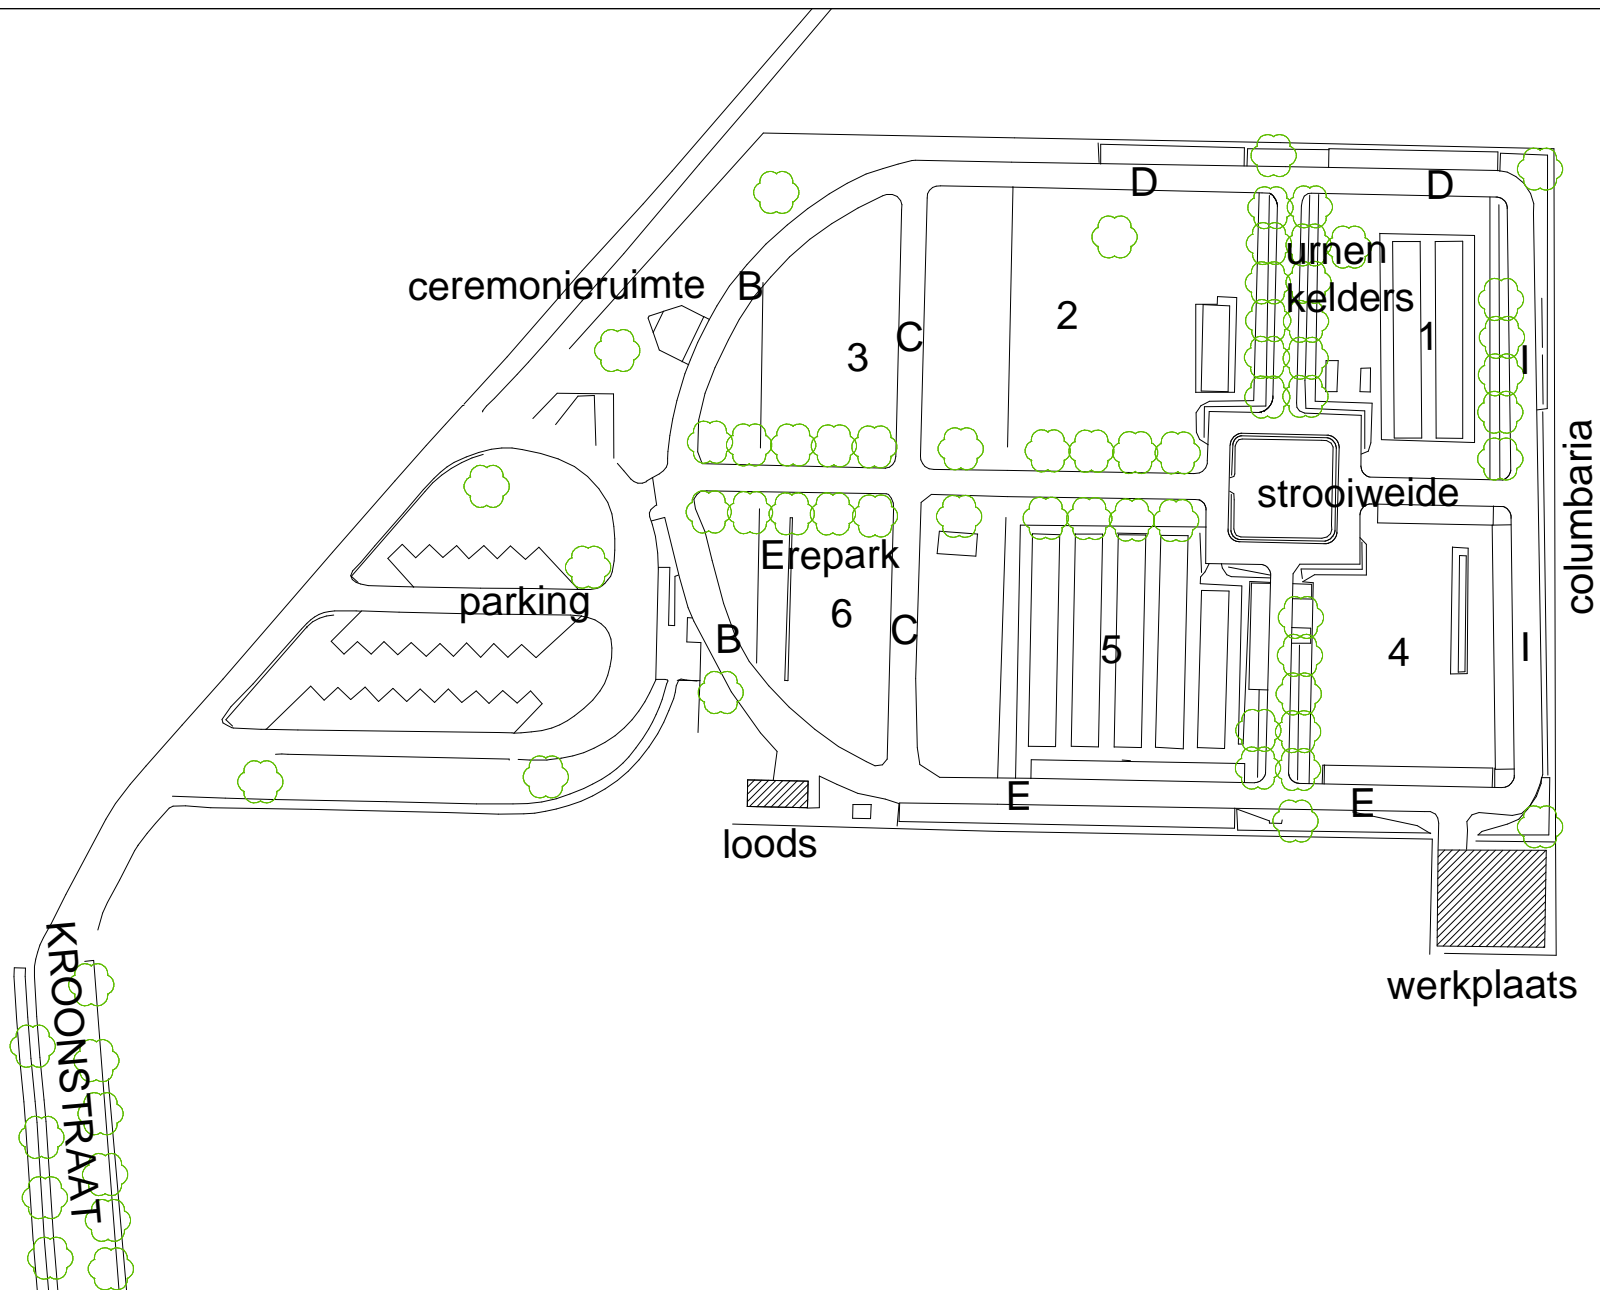 D
D
urnen
kelders
ceremonieruimte
B
2
C
3
1
I
columbaria
strooiweide
Erepark
parking
6
C
B
5
4
I
E
E
loods
werkplaats
KROONSTRAAT